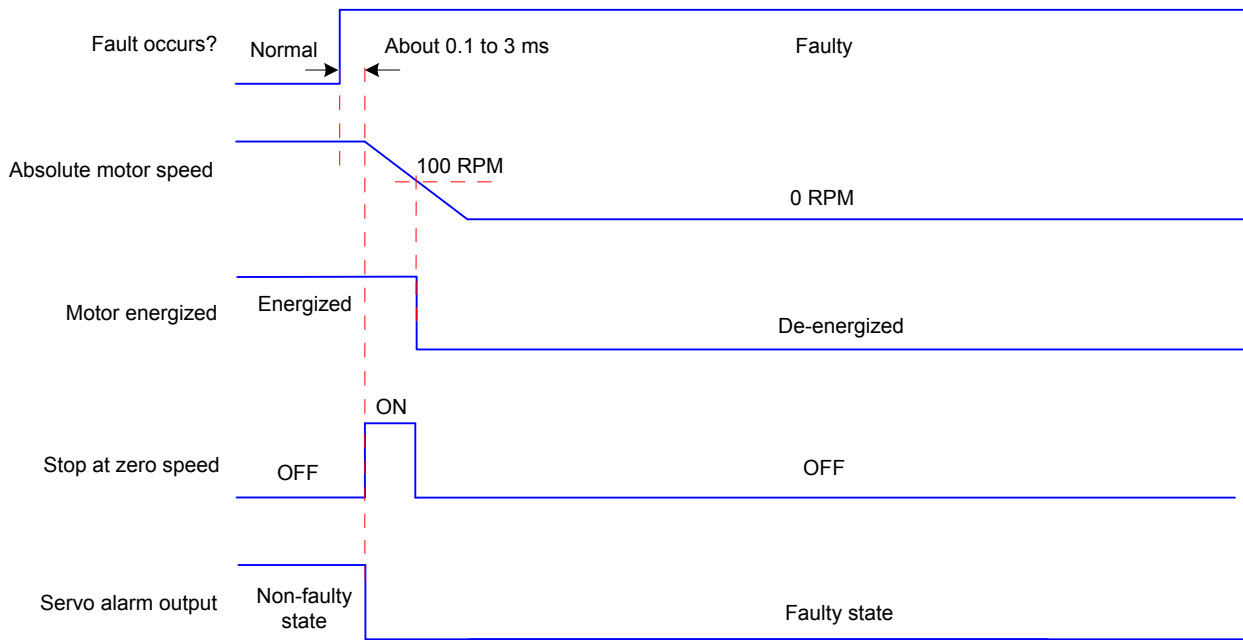 Fault occurs?
Normal
About 0.1 to 3 ms
Faulty
Absolute motor speed
100 RPM
0 RPM
Motor energized
Energized
De-energized
Stop at zero speed
OFF
ON
OFF
Servo alarm output
Non-faulty
state
Faulty state